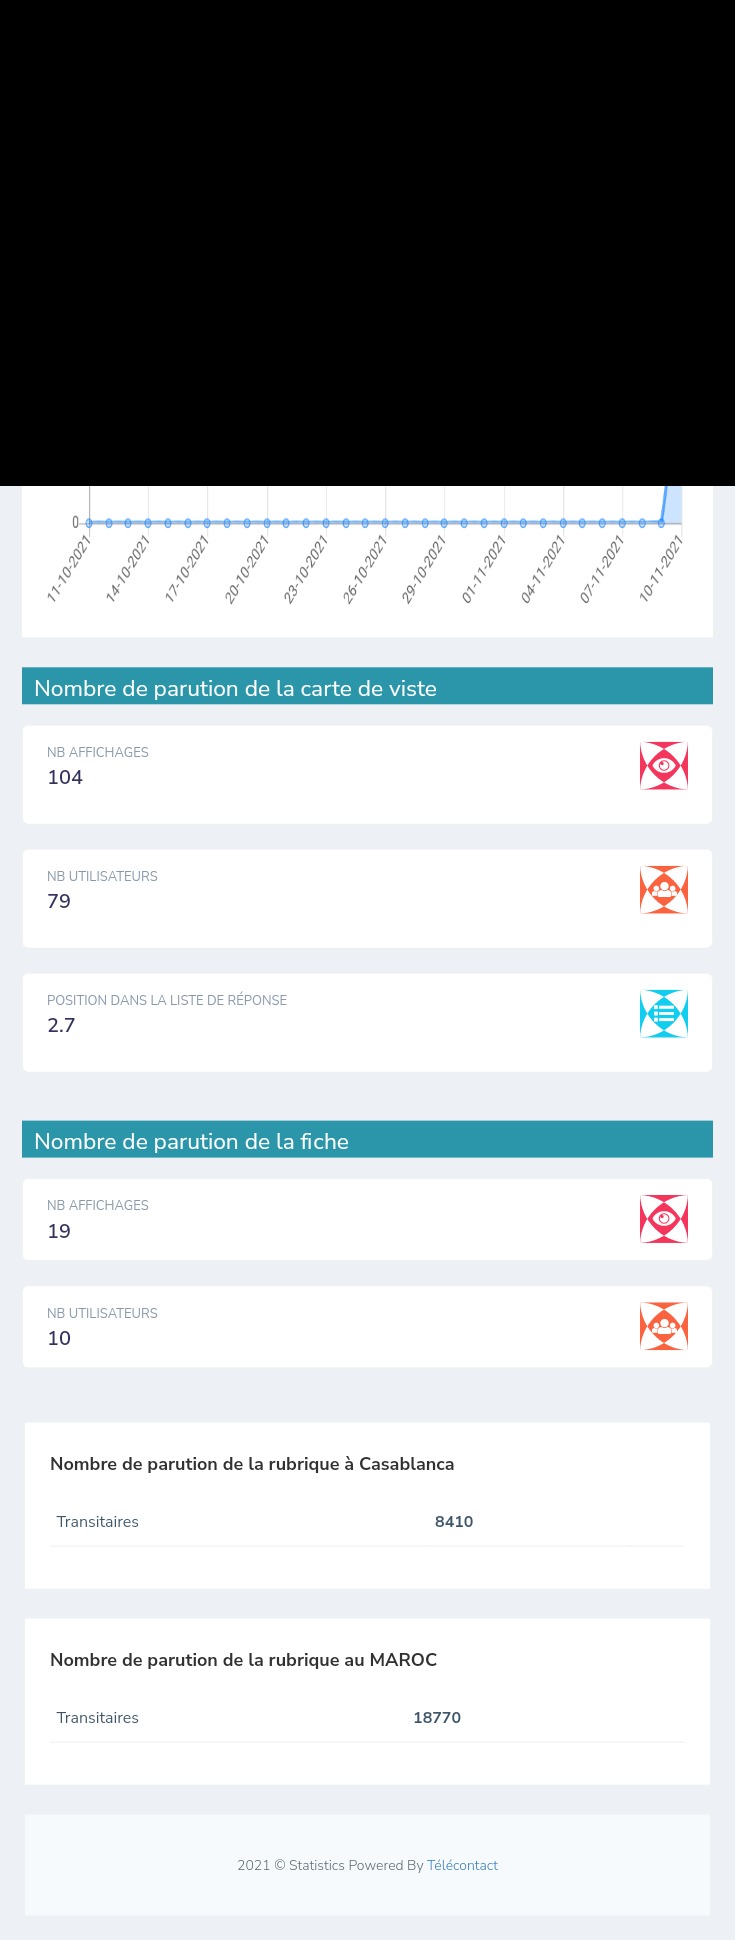 0
11-10-2021
14-10-2021
17-10-2021
20-10-2021
23-10-2021
26-10-2021
29-10-2021
01-11-2021
04-11-2021
07-11-2021
10-11-2021
Nombre de parution de la carte de viste
NB AFFICHAGES
104
NB UTILISATEURS
79
POSITION DANS LA LISTE DE RÉPONSE
2.7
Nombre de parution de la fiche
NB AFFICHAGES
19
NB UTILISATEURS
10
Nombre de parution de la rubrique à Casablanca
Transitaires 8410
Nombre de parution de la rubrique au MAROC
Transitaires 18770
2021 © Statistics Powered By Télécontact